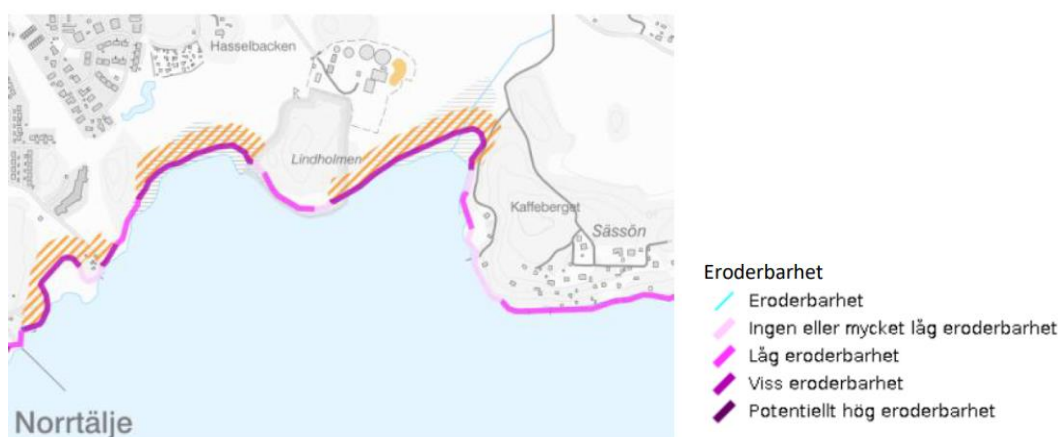 Hasselbacken
Lindholmen
Kaffeberget
Sässön
Norrtälje
Eroderbarhet
Eroderbarhet
Ingen eller mycket låg eroderbarhet
Låg eroderbarhet
Viss eroderbarhet
Potentiellt hög eroderbarhet